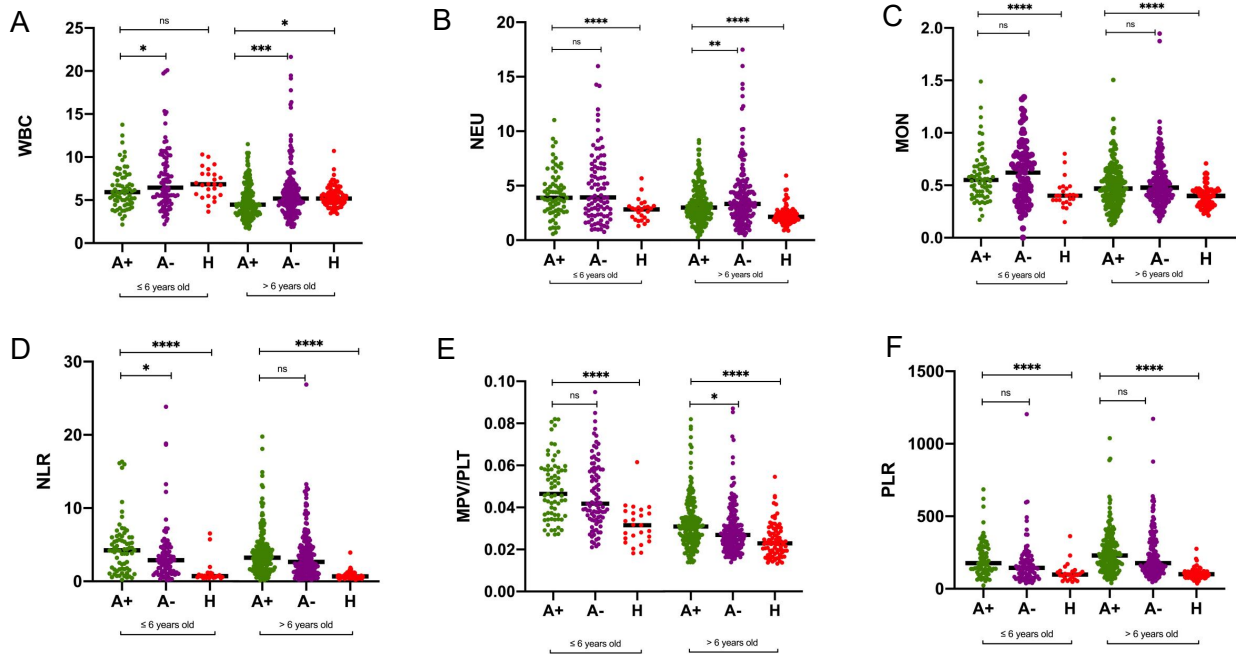 A
ns
*
*
***
25
20
15
10
5
0
WBC
A+ A- H A+ A- H
≤ 6 years old > 6 years old
B
****
****
ns
**
20
15
10
5
0
NEU
A+ A- H A+ A- H
≤ 6 years old > 6 years old
C
****
****
ns
ns
2.0
1.5
1.0
0.5
0.0
MON
A+ A- H A+ A- H
≤ 6 years old > 6 years old
D
****
****
*
ns
30
20
10
0
NLR
A+ A- H A+ A- H
≤ 6 years old > 6 years old
E
****
****
ns
*
0.10
0.08
0.06
0.04
0.02
0.00
MPV/PLT
A+ A- H A+ A- H
≤ 6 years old > 6 years old
F
****
****
ns
ns
1500
1000
500
0
PLR
A+ A- H A+ A- H
≤ 6 years old > 6 years old